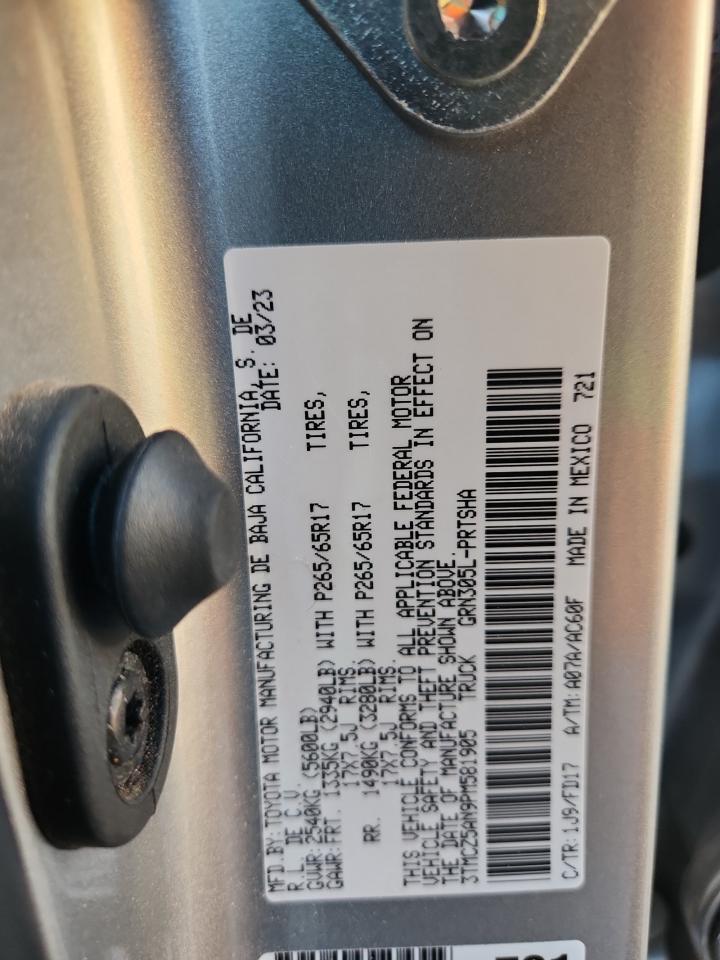 MFD.BY:TOYOTA MOTOR MANUFACTURING DE BAJA CALIFORNIA, S. DE
R.L. DE C.V. DATE: 03/23
GVWR: 2540KG (5600LB)
GAWR:FRT. 1335KG (2940LB) WITH P265/65R17 TIRES,
17X7.5J RIMS.
RR. 1490KG (3280LB) WITH P265/65R17 TIRES,
17X7.5J RIMS.
THIS VEHICLE CONFORMS TO ALL APPLICABLE FEDERAL MOTOR
VEHICLE SAFETY AND THEFT PREVENTION STANDARDS IN EFFECT ON
THE DATE OF MANUFACTURE SHOWN ABOVE.
3TMCZ5AN9PM581905 TRUCK GRN305L-PRTSHA
C/TR:1J9/FD17 A/TM:A07A/AC60F MADE IN MEXICO 721